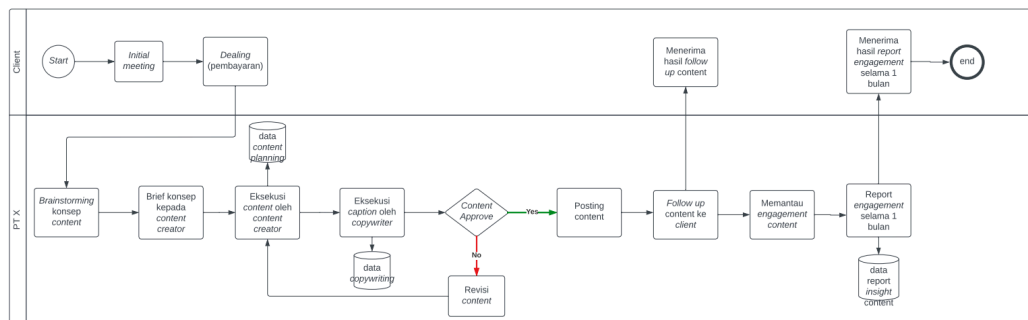 Client
Start
Initial
meeting
Dealing
(pembayaran)
Menerima
hasil follow
up content
Menerima
hasil report
engagement
selama 1
bulan
end
PT X
Brainstorming
konsep
content
Brief konsep
kepada
content
creator
data
content
planning
Eksekusi
content oleh
content
creator
Eksekusi
caption oleh
copywriter
data
copywriting
Content
Approve
Yes
No
Revisi
content
Posting
content
Follow up
content ke
client
Memantau
engagement
content
Report
engagement
selama 1
bulan
data
report
insight
content